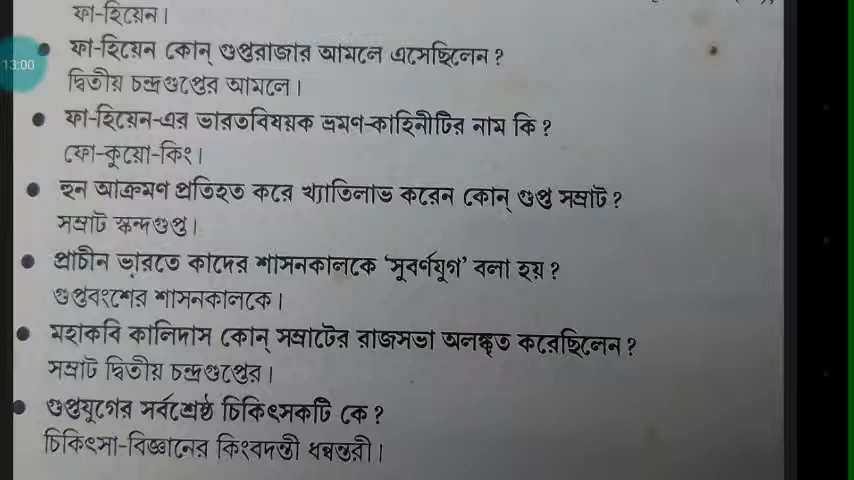 ফা-হিয়েন।
● ফা-হিয়েন কোন্ গুপ্তরাজার আমলে এসেছিলেন?
13:00
দ্বিতীয় চন্দ্রগুপ্তের আমলে।
● ফা-হিয়েন-এর ভারতবিষয়ক ভ্রমণ-কাহিনীটির নাম কি?
ফো-কুয়ো-কিং।
● হুন আক্রমণ প্রতিহত করে খ্যাতিলাভ করেন কোন্ গুপ্ত সম্রাট?
সম্রাট স্কন্দগুপ্ত।
● প্রাচীন ভারতে কাদের শাসনকালকে 'সুবর্ণযুগ' বলা হয়?
গুপ্তবংশের শাসনকালকে।
● মহাকবি কালিদাস কোন্ সম্রাটের রাজসভা অলঙ্কৃত করেছিলেন?
সম্রাট দ্বিতীয় চন্দ্রগুপ্তের।
● গুপ্তযুগের সর্বশ্রেষ্ঠ চিকিৎসকটি কে?
চিকিৎসা-বিজ্ঞানের কিংবদন্তী ধন্বন্তরী।